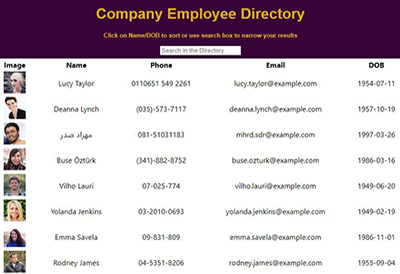 Company Employee Directory
Click on Name/DOB to sort or use search box to narrow your results
Search in the Directory
Image Name Phone Email DOB
Lucy Taylor 0110651 549 2261 lucy.taylor@example.com 1954-07-11
Deanna Lynch (035)-573-7117 deanna.lynch@example.com 1957-10-19
مهراد صدر 081-51031183 mhrd.sdr@example.com 1997-03-26
Buse Öztürk (341)-882-8752 buse.ozturk@example.com 1986-03-16
Vilho Lauri 07-025-774 vilho.lauri@example.com 1949-06-20
Yolanda Jenkins 03-2010-0693 yolanda.jenkins@example.com 1949-02-19
Emma Savela 09-831-809 emma.savela@example.com 1986-11-01
Rodney James 04-5351-8206 rodney.james@example.com 1955-09-04